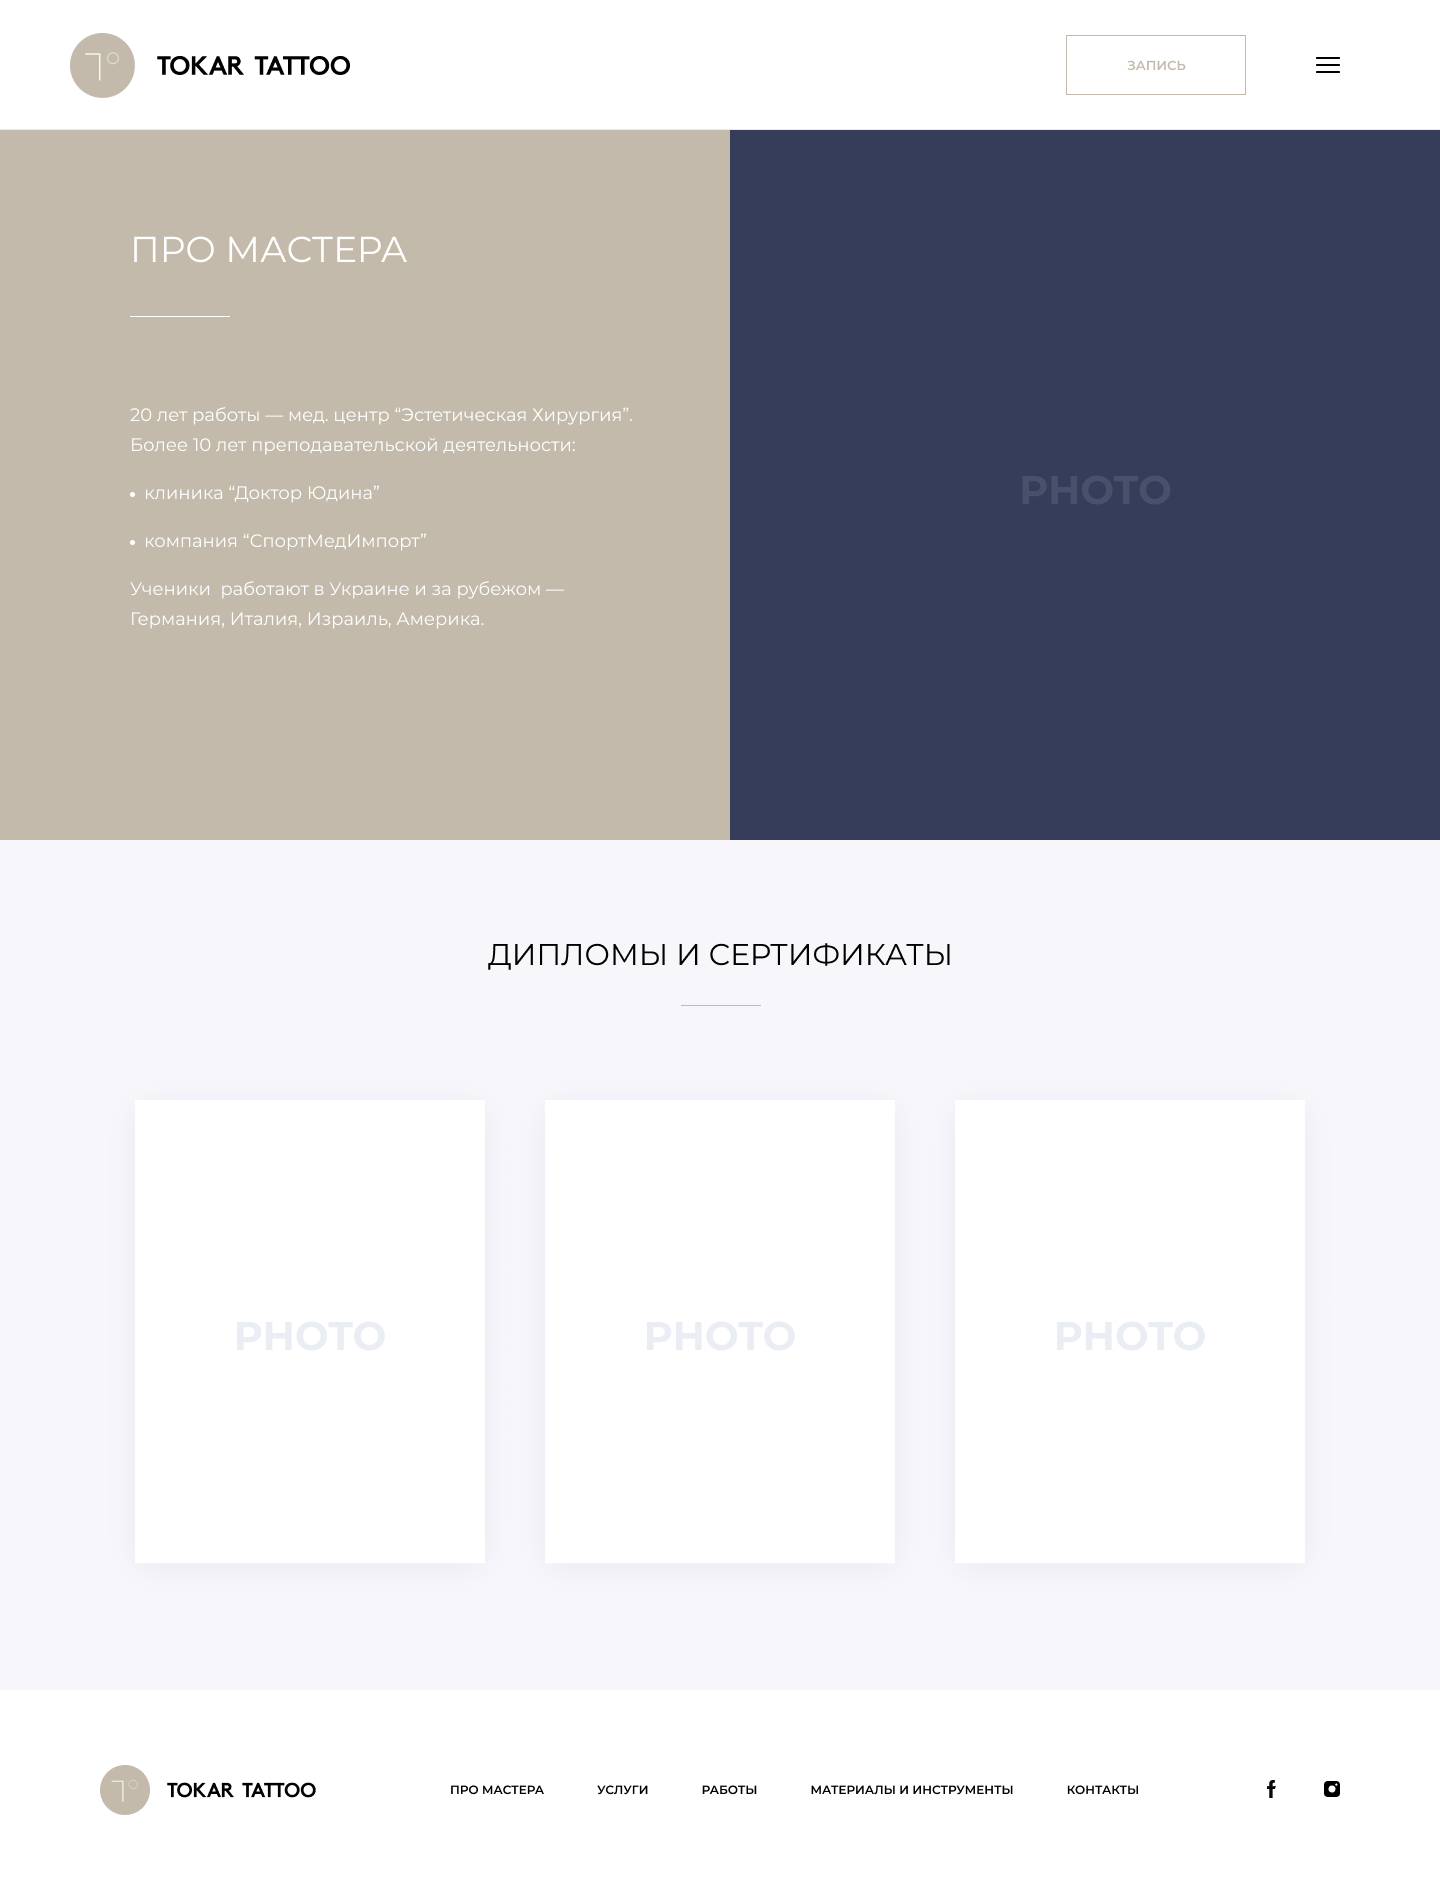 T°
TOKAR TATTOO
ЗАПИСЬ
ПРО МАСТЕРА
20 лет работы — мед. центр “Эстетическая Хирургия”.
Более 10 лет преподавательской деятельности:
• клиника “Доктор Юдина”
• компания “СпортМедИмпорт”
Ученики  работают в Украине и за рубежом —
Германия, Италия, Израиль, Америка.
PHOTO
ДИПЛОМЫ И СЕРТИФИКАТЫ
PHOTO
PHOTO
PHOTO
T°
TOKAR TATTOO
ПРО МАСТЕРА
УСЛУГИ
РАБОТЫ
МАТЕРИАЛЫ И ИНСТРУМЕНТЫ
КОНТАКТЫ